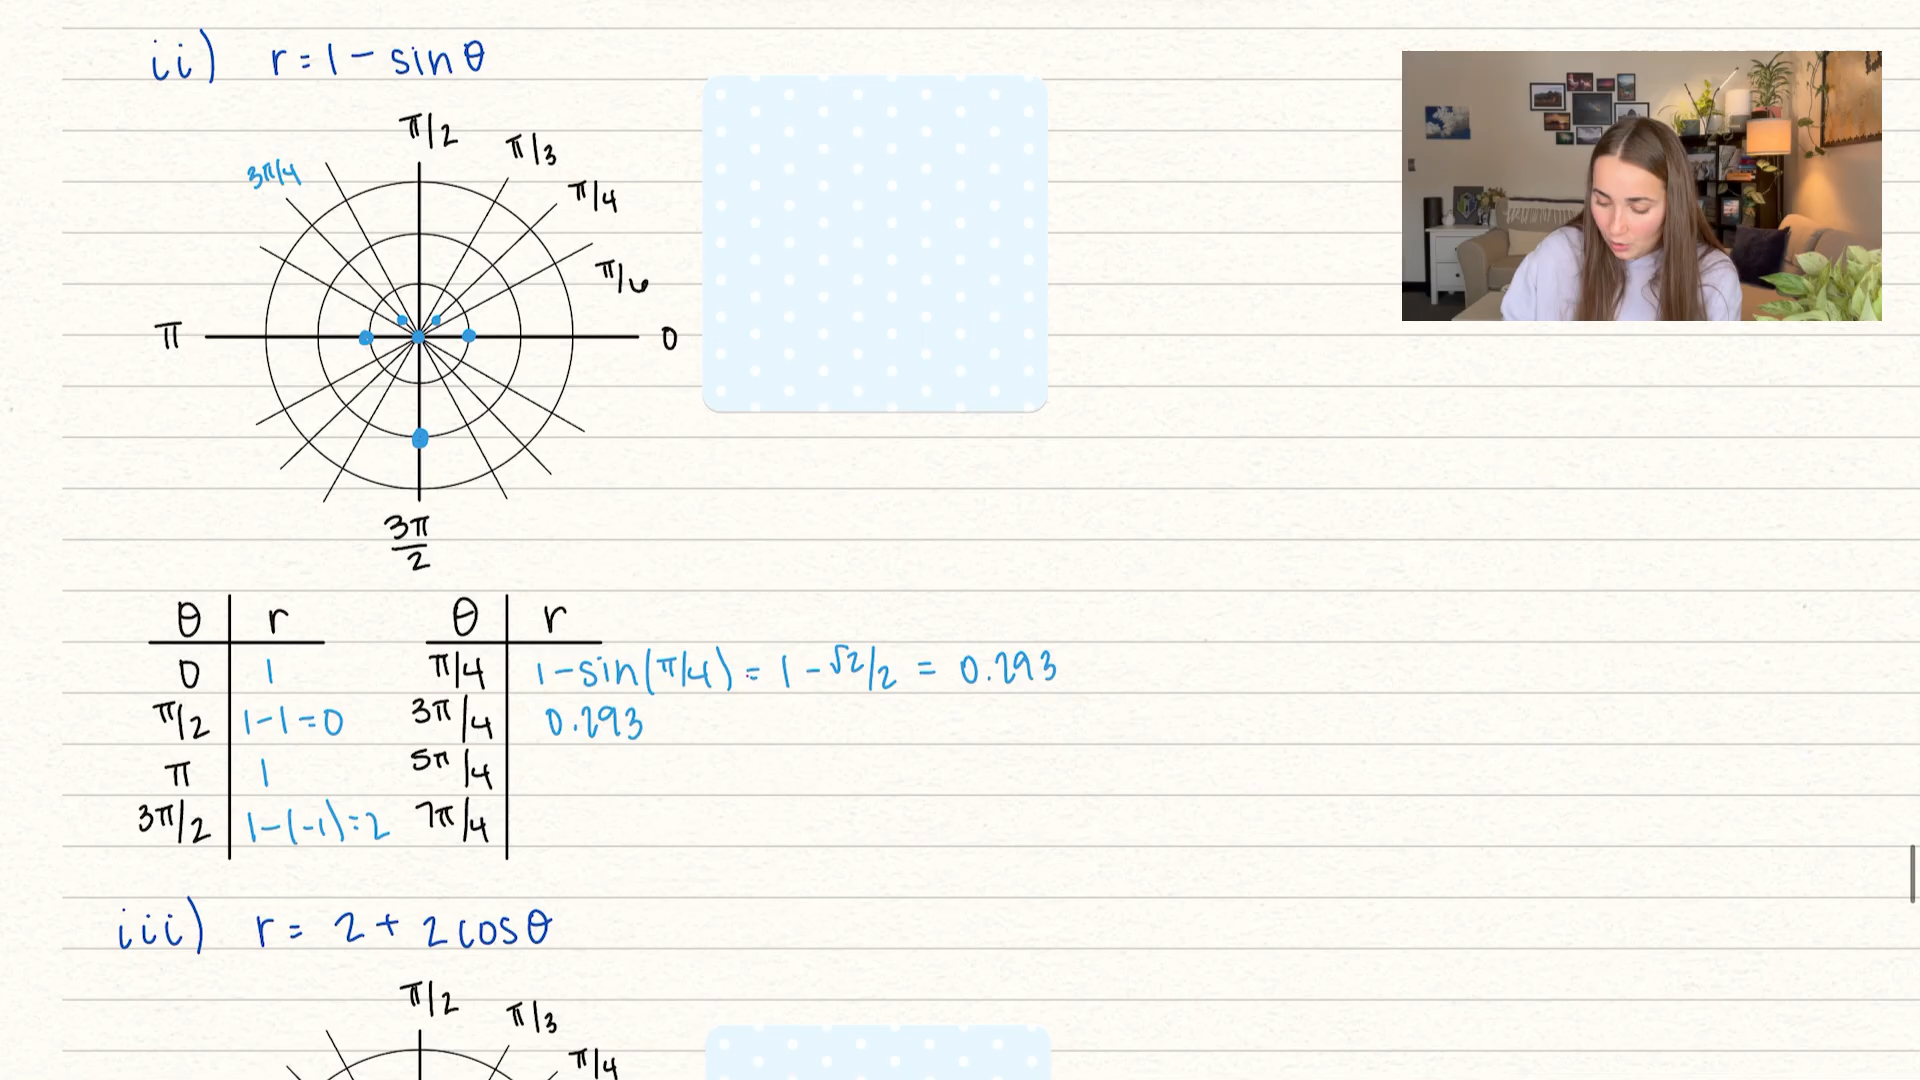 ii) r = 1 - sinθ
π/2
π/3
3π/4
π/4
π/6
π
0
3π/2
θ r θ r
0 1 π/4 1-sin(π/4) = 1-√2/2 = 0.293
π/2 1-1=0 3π/4 0.293
π 1 5π/4
3π/2 1-(-1)=2 7π/4
iii) r = 2 + 2cosθ
π/2
π/3
π/4